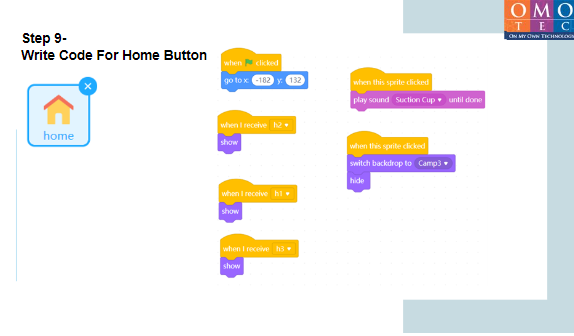 OMO
TEC
ON MY OWN TECHNOLOGY
Step 9-
Write Code For Home Button
home
when clicked
go to x: -182 y: 132
when I receive h2
show
when I receive h1
show
when I receive h3
show
when this sprite clicked
play sound Suction Cup until done
when this sprite clicked
switch backdrop to Camp3
hide